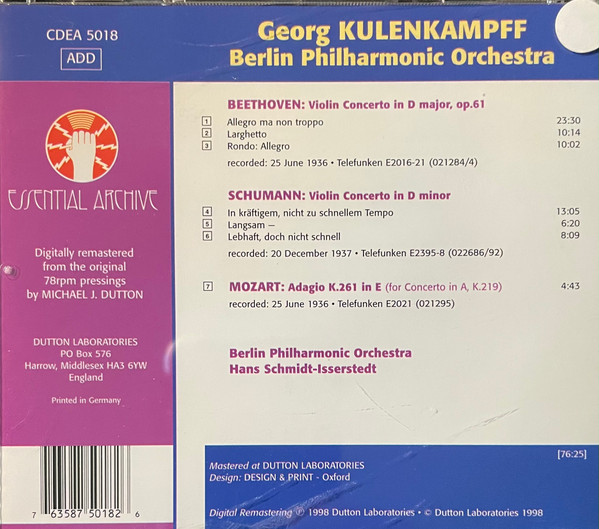 CDEA 5018
ADD
Georg KULENKAMPFF
Berlin Philharmonic Orchestra
ESSENTIAL ARCHIVE
Digitally remastered
from the original
78rpm pressings
by MICHAEL J. DUTTON
DUTTON LABORATORIES
PO Box 576
Harrow, Middlesex HA3 6YW
England
Printed in Germany
7 63587 50182 6
BEETHOVEN: Violin Concerto in D major, op.61
1 Allegro ma non troppo 23:30
2 Larghetto 10:14
3 Rondo: Allegro 10:02
recorded: 25 June 1936 • Telefunken E2016-21 (021284/4)
SCHUMANN: Violin Concerto in D minor
4 In kräftigem, nicht zu schnellem Tempo 13:05
5 Langsam — 6:20
6 Lebhaft, doch nicht schnell 8:09
recorded: 20 December 1937 • Telefunken E2395-8 (022686/92)
7 MOZART: Adagio K.261 in E (for Concerto in A, K.219) 4:43
recorded: 25 June 1936 • Telefunken E2021 (021295)
Berlin Philharmonic Orchestra
Hans Schmidt-Isserstedt
[76:25]
Mastered at DUTTON LABORATORIES
Design: DESIGN & PRINT - Oxford
Digital Remastering ℗ 1998 Dutton Laboratories • © Dutton Laboratories 1998